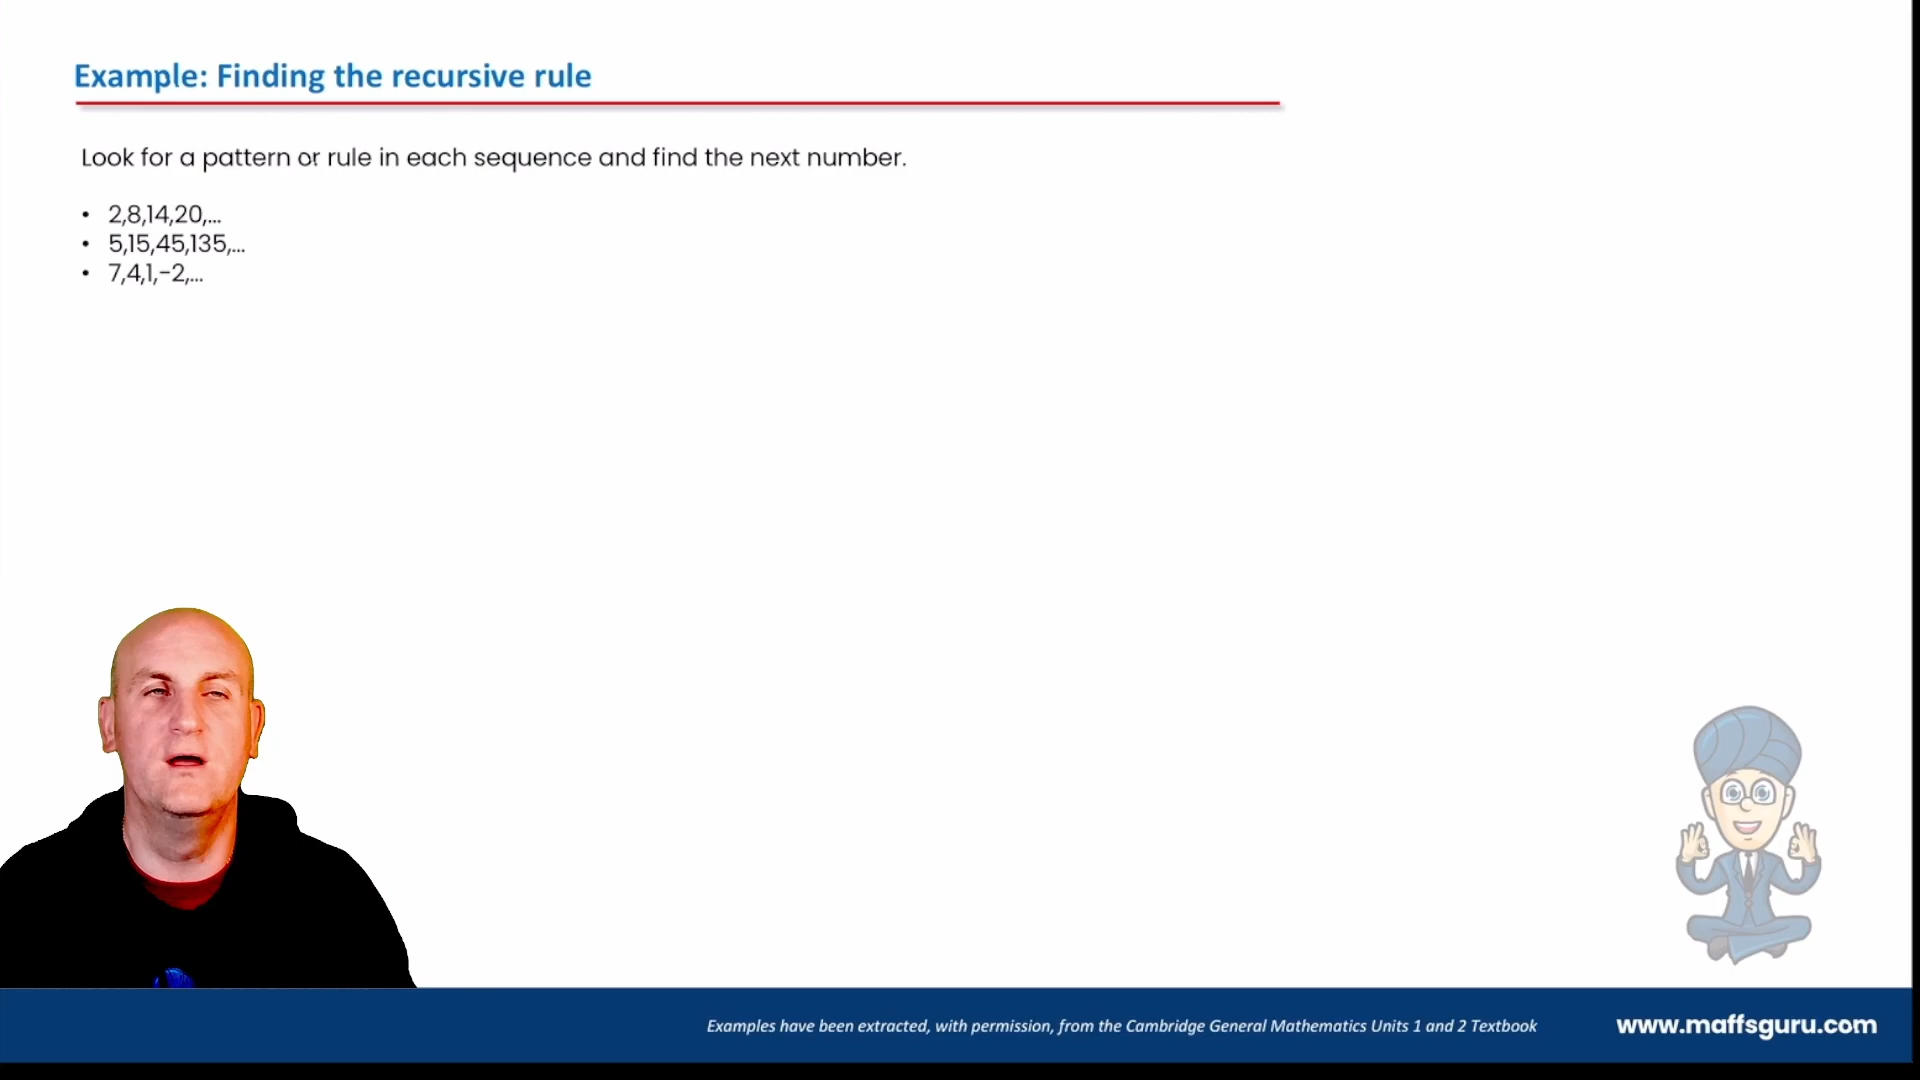 Example: Finding the recursive rule
Look for a pattern or rule in each sequence and find the next number.
• 2,8,14,20,...
• 5,15,45,135,...
• 7,4,1,−2,...
Examples have been extracted, with permission, from the Cambridge General Mathematics Units 1 and 2 Textbook
www.maffsguru.com